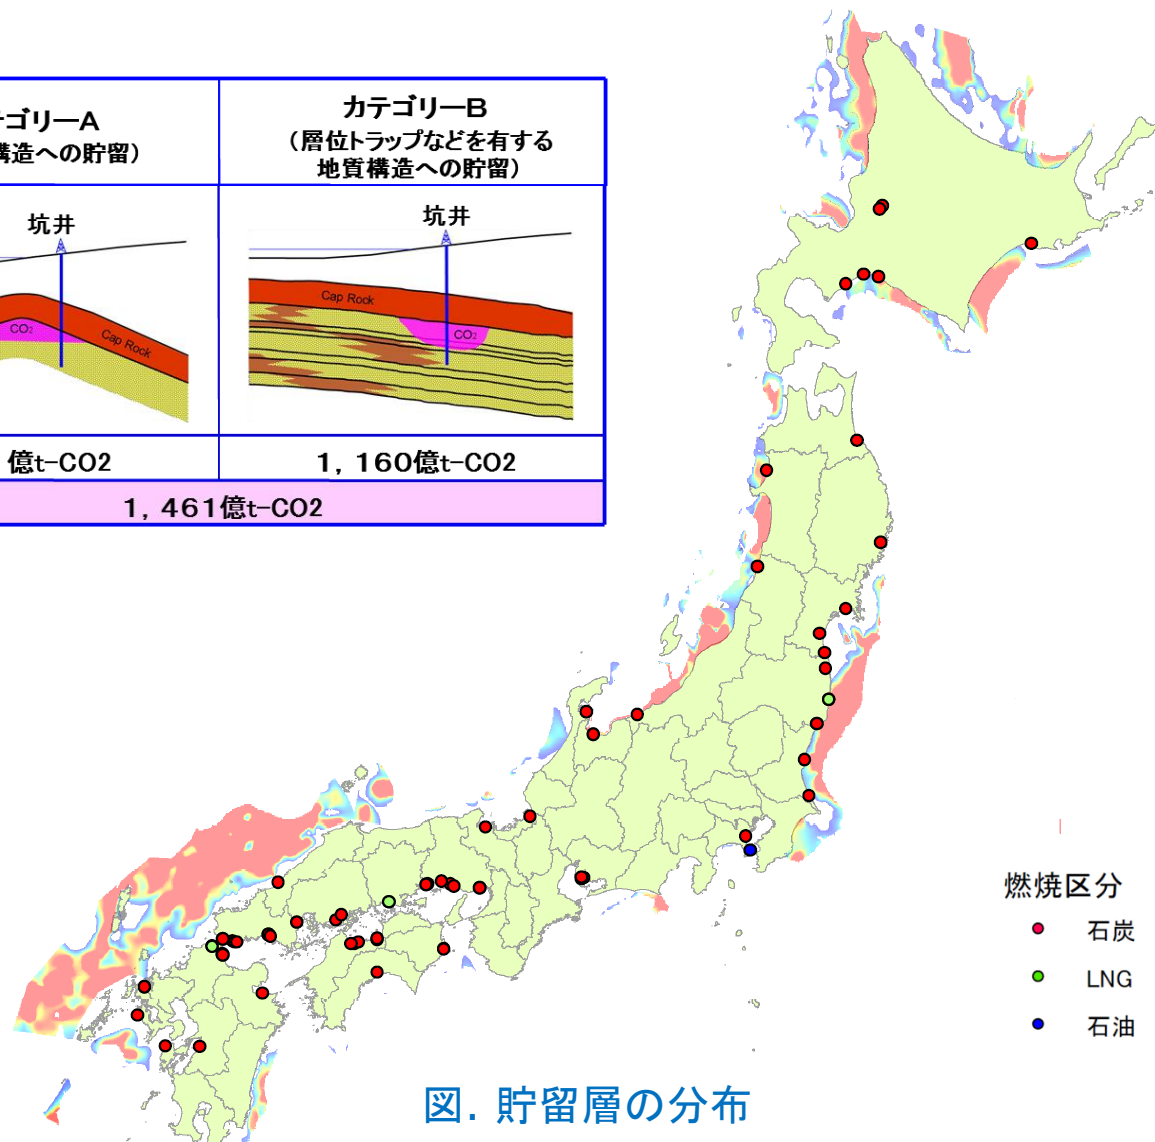 ゴリーA
構造への貯留)
カテゴリーB
(層位トラップなどを有する
地質構造への貯留)
坑井
坑井
CO2
Cap Rock
Cap Rock
CO2
億t-CO2
1, 160億t-CO2
1, 461億t-CO2
燃焼区分
石炭
LNG
石油
図. 貯留層の分布